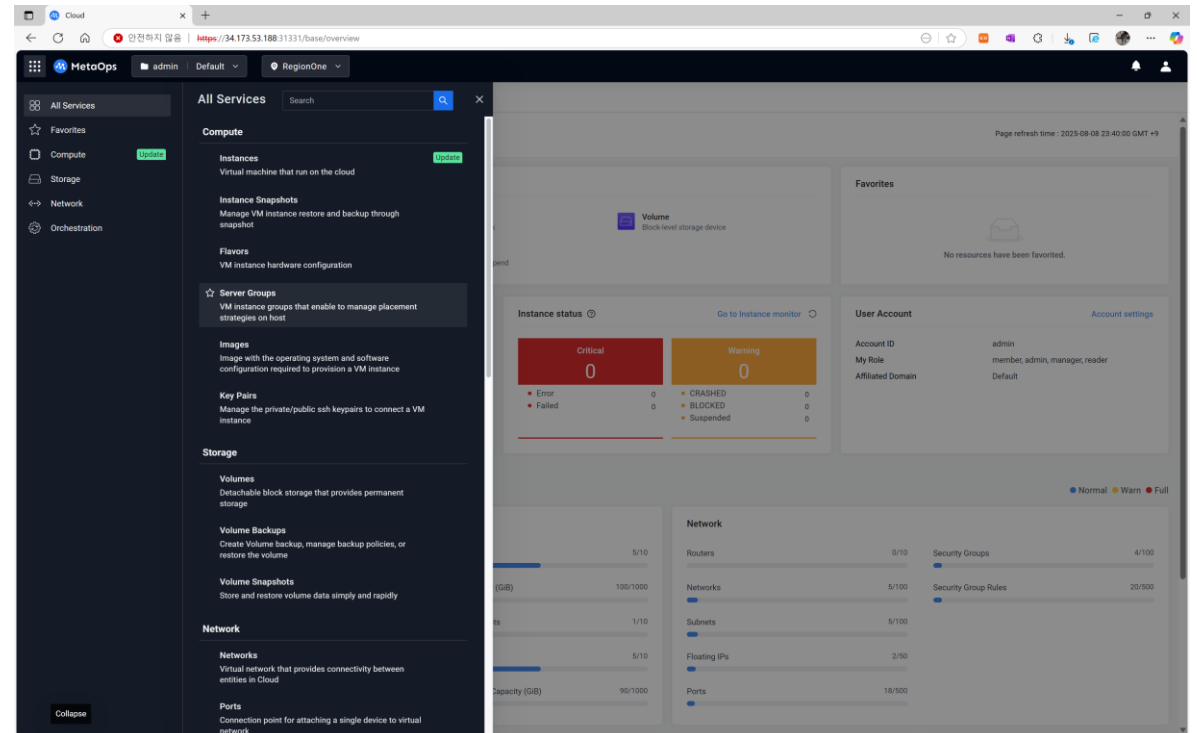 Cloud
안전하지 않음 | https://34.173.53.188:31331/base/overview
MetaOps
admin | Default
RegionOne
All Services
Favorites
Compute Update
Storage
Network
Orchestration
Collapse
All Services
Search
Compute
Instances Update
Virtual machine that run on the cloud
Instance Snapshots
Manage VM instance restore and backup through
snapshot
Flavors
VM instance hardware configuration
Server Groups
VM instance groups that enable to manage placement
strategies on host
Images
Image with the operating system and software
configuration required to provision a VM instance
Key Pairs
Manage the private/public ssh keypairs to connect a VM
instance
Storage
Volumes
Detachable block storage that provides permanent
storage
Volume Backups
Create Volume backup, manage backup policies, or
restore the volume
Volume Snapshots
Store and restore volume data simply and rapidly
Network
Networks
Virtual network that provides connectivity between
entities in Cloud
Ports
Connection point for attaching a single device to virtual
network
Page refresh time : 2025-08-08 23:40:00 GMT +9
Volume
Block-level storage device
pend
Favorites
No resources have been favorited.
Instance status
Go to Instance monitor
Critical
0
Error 0
Failed 0
Warning
0
CRASHED 0
BLOCKED 0
Suspended 0
User Account
Account settings
Account ID admin
My Role member, admin, manager, reader
Affiliated Domain Default
Normal Warn Full
5/10
(GiB) 100/1000
ts 1/10
5/10
Capacity (GiB) 90/1000
Network
Routers 0/10
Networks 5/100
Subnets 5/100
Floating IPs 2/50
Ports 18/500
Security Groups 4/100
Security Group Rules 20/500